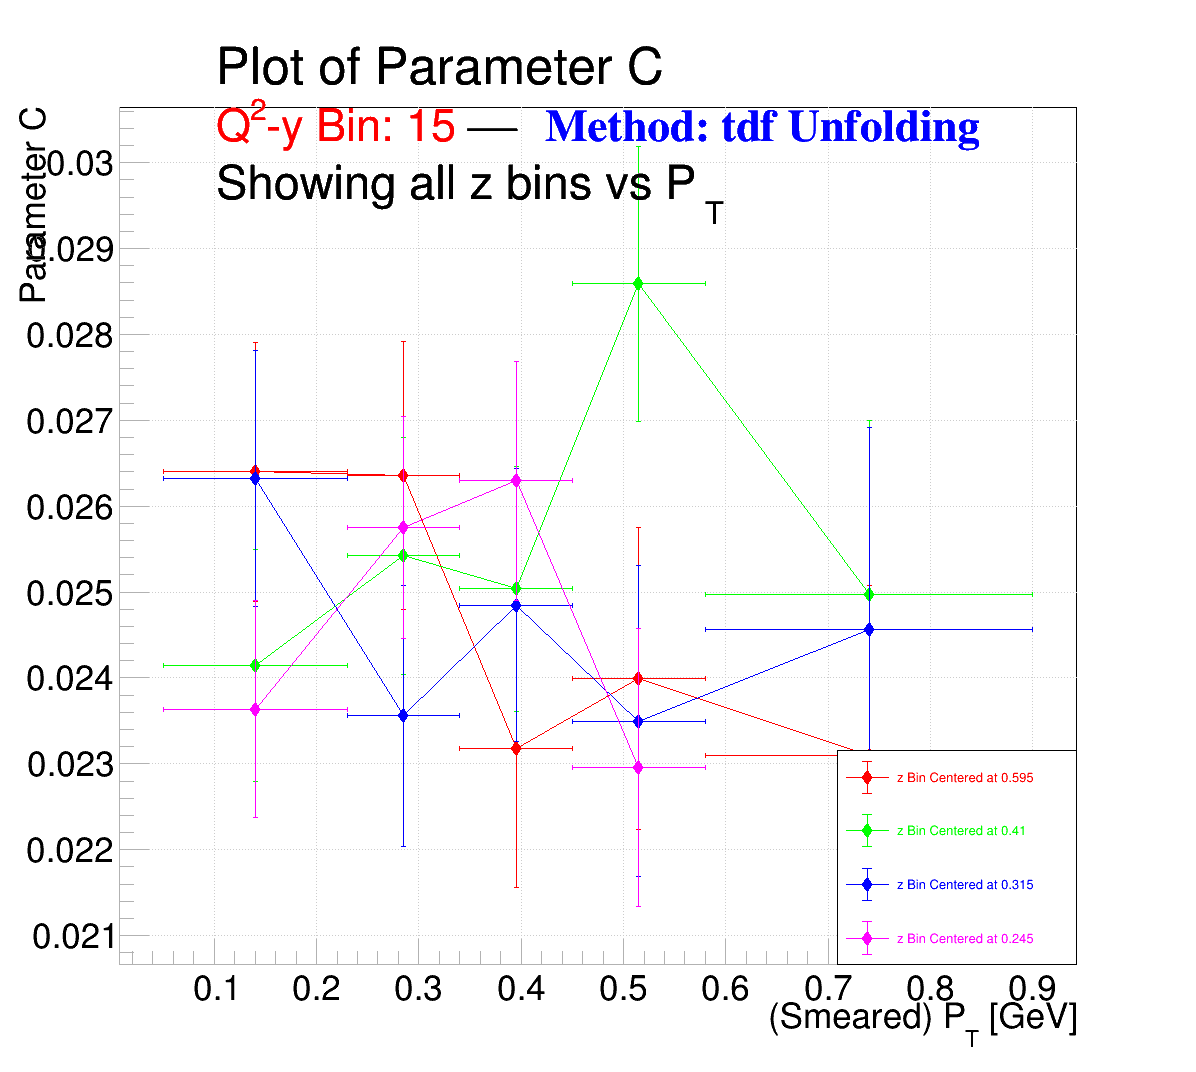 Plot of Parameter C
Q²-y Bin: 15 — Method: tdf Unfolding
Showing all z bins vs P_T
Parameter C
0.03
0.029
0.028
0.027
0.026
0.025
0.024
0.023
0.022
0.021
z Bin Centered at 0.595
z Bin Centered at 0.41
z Bin Centered at 0.315
z Bin Centered at 0.245
0.1 0.2 0.3 0.4 0.5 0.6 0.7 0.8 0.9
(Smeared) P_T [GeV]